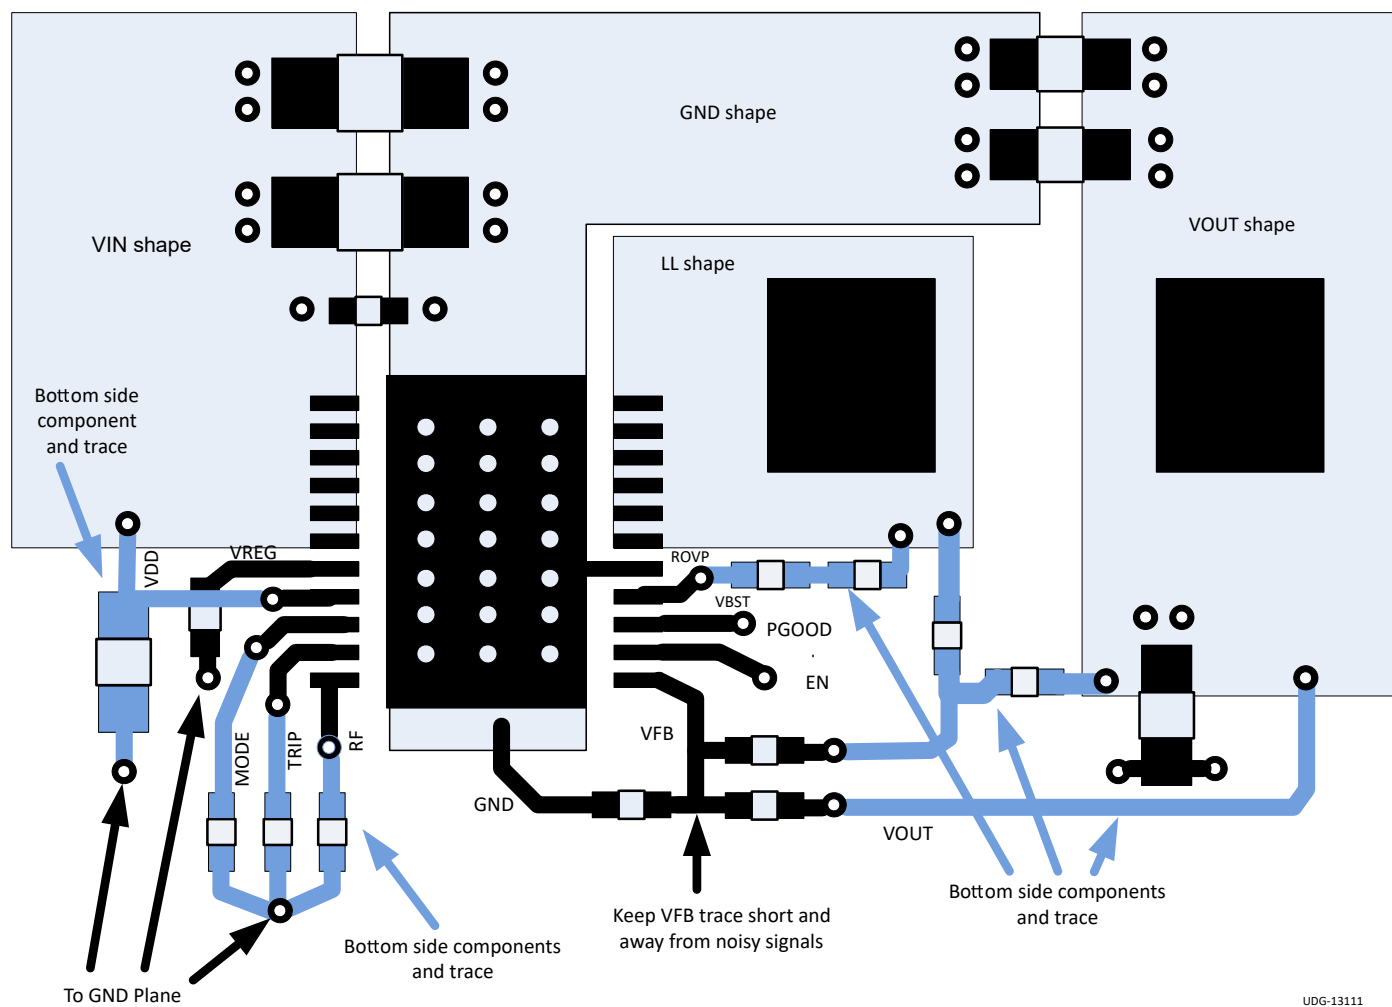 GND shape
VIN shape
VOUT shape
LL shape
Bottom side
component
and trace
VREG
VDD
ROVP
VBST
PGOOD
.
EN
VFB
MODE
TRIP
RF
GND
VOUT
Keep VFB trace short and
away from noisy signals
Bottom side components
and trace
Bottom side components
and trace
To GND Plane
UDG-13111